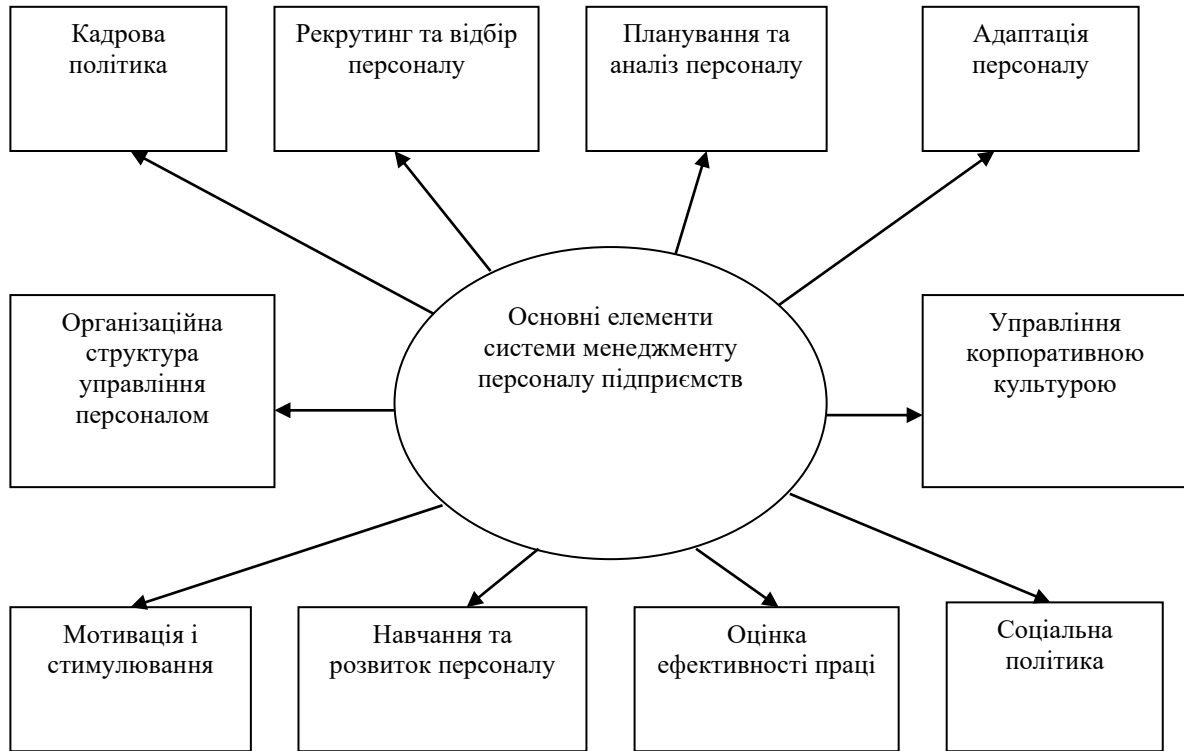 Кадрова
політика
Рекрутинг та відбір
персоналу
Планування та
аналіз персоналу
Адаптація
персоналу
Організаційна
структура
управління
персоналом
Основні елементи
системи менеджменту
персоналу підприємств
Управління
корпоративною
культурою
Мотивація і
стимулювання
Навчання та
розвиток персоналу
Оцінка
ефективності праці
Соціальна
політика